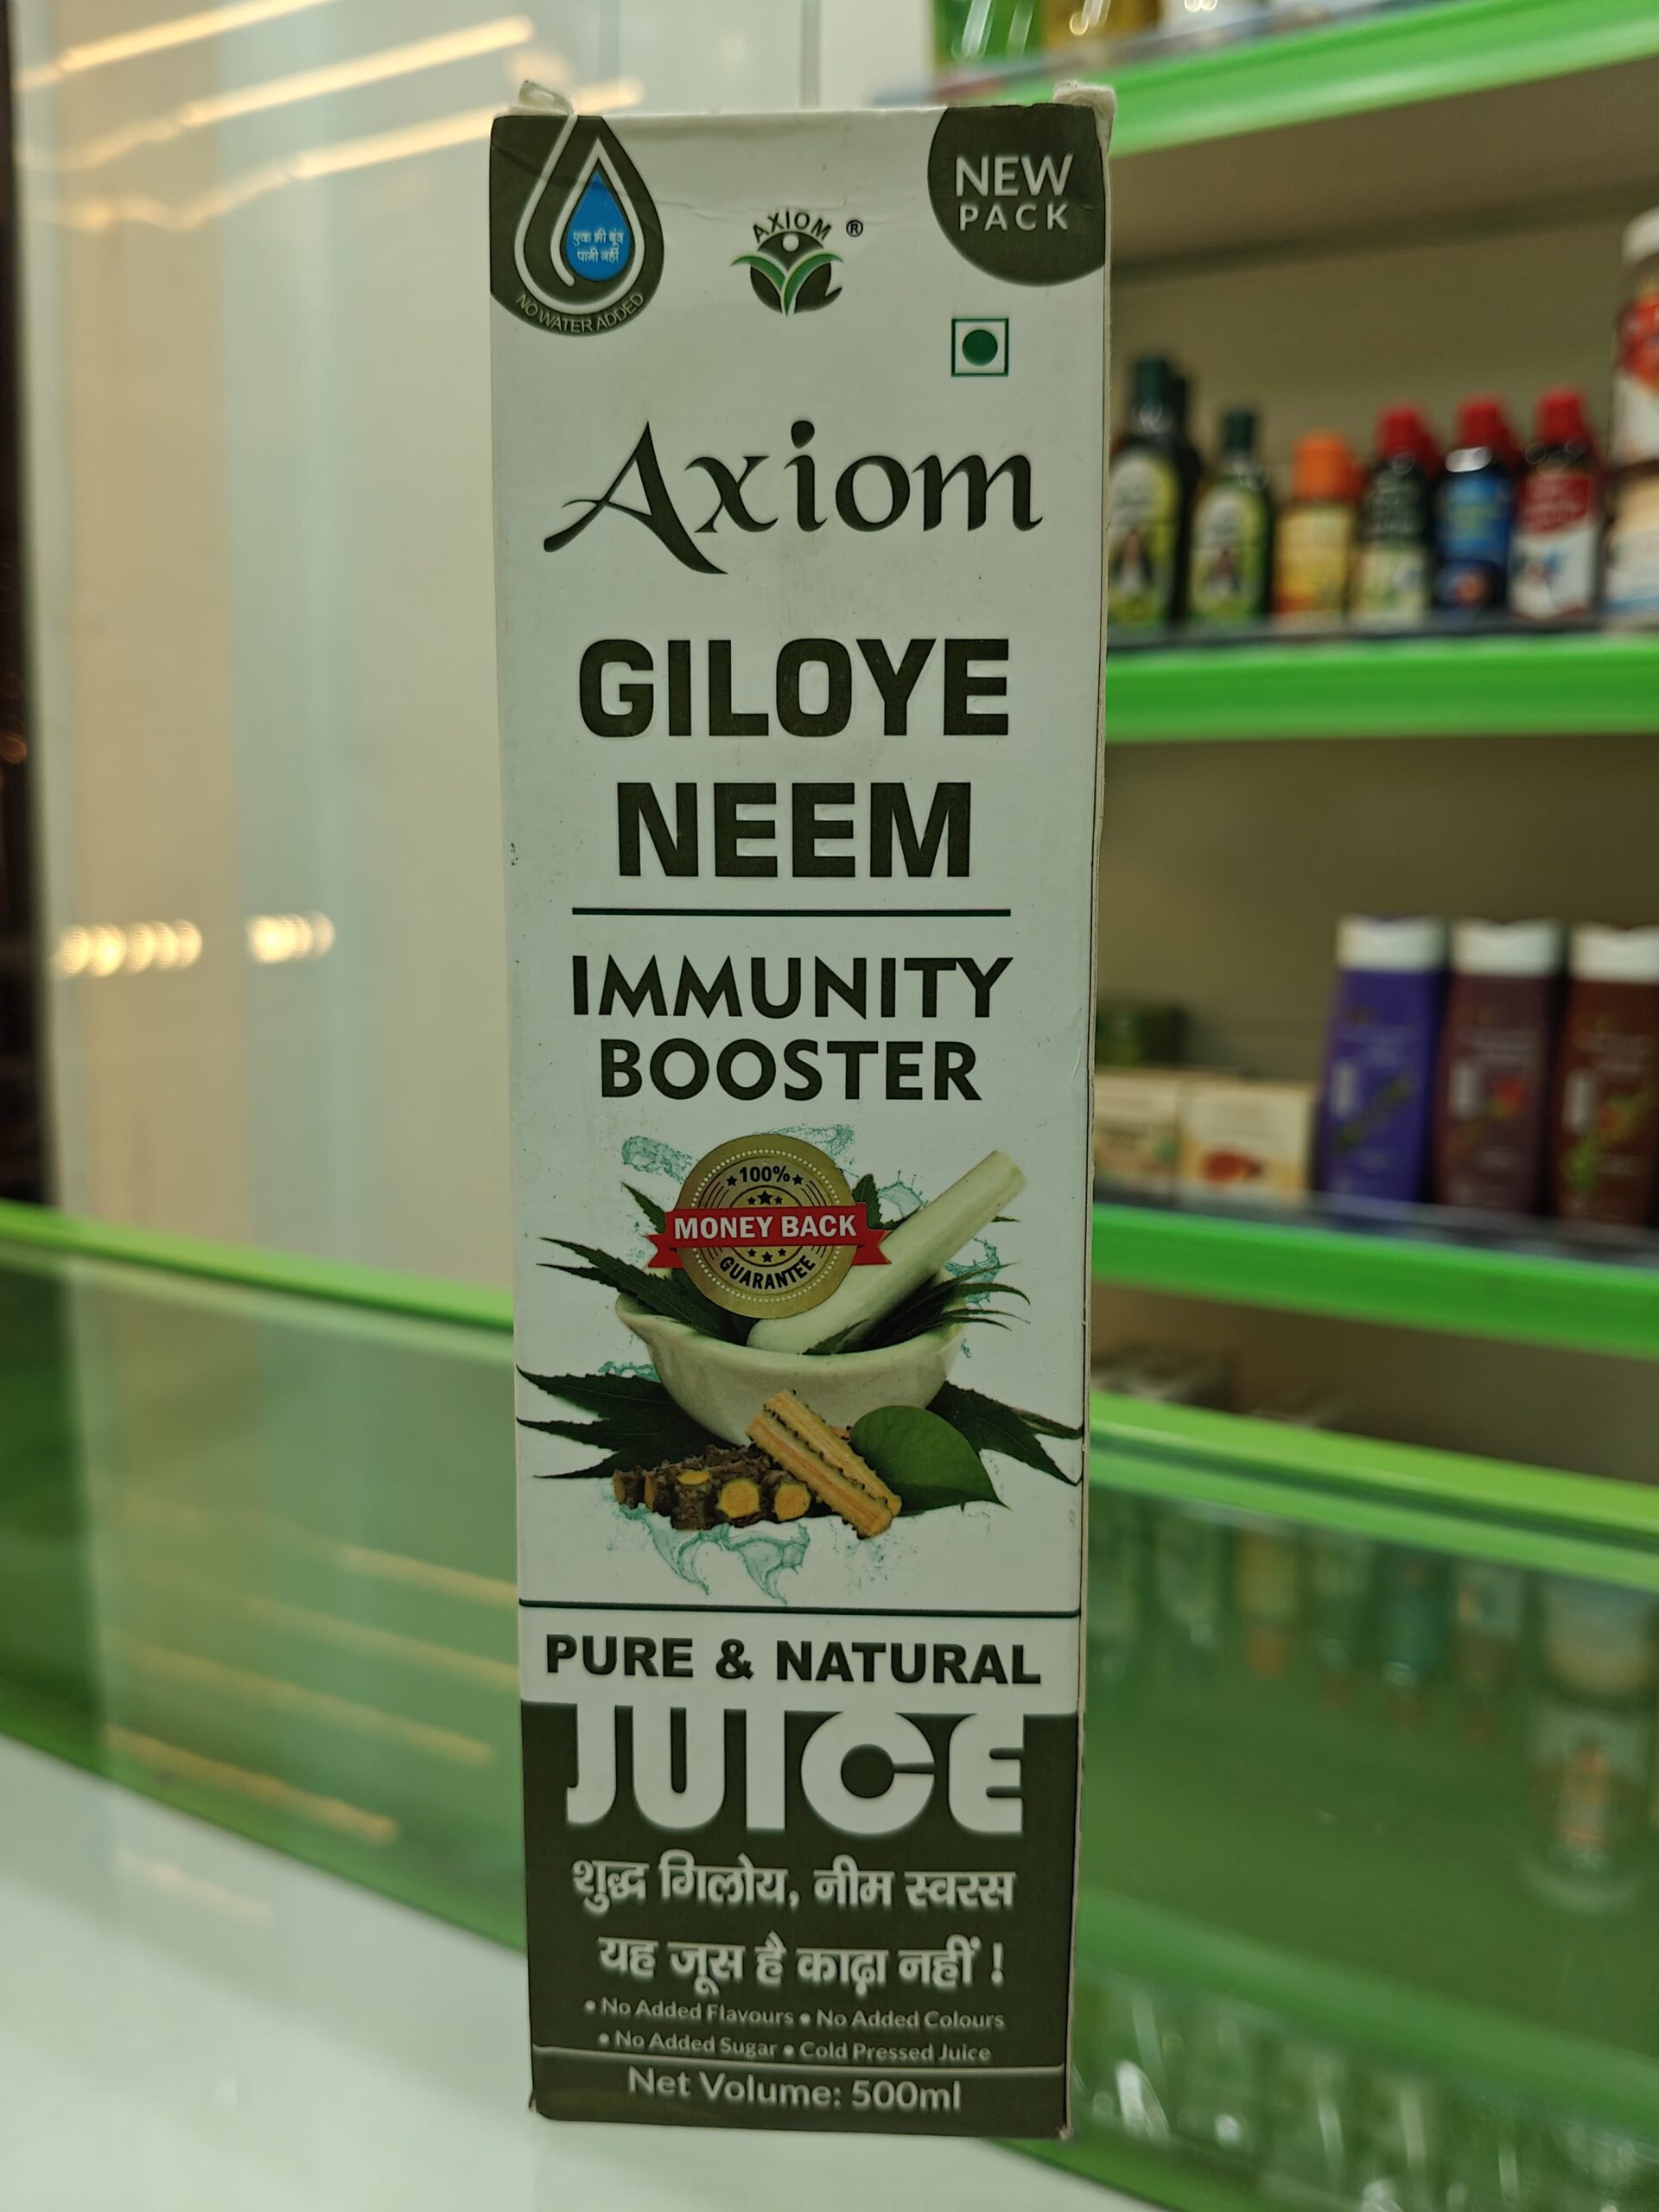 एक भी बूंद
पानी नहीं
NO WATER ADDED
AXIOM ®
NEW
PACK
Axiom
GILOYE
NEEM
IMMUNITY
BOOSTER
100%
MONEY BACK
GUARANTEE
PURE & NATURAL
JUICE
शुद्ध गिलोय, नीम स्वरस
यह जूस है काढ़ा नहीं !
• No Added Flavours • No Added Colours
• No Added Sugar • Cold Pressed Juice
Net Volume: 500ml